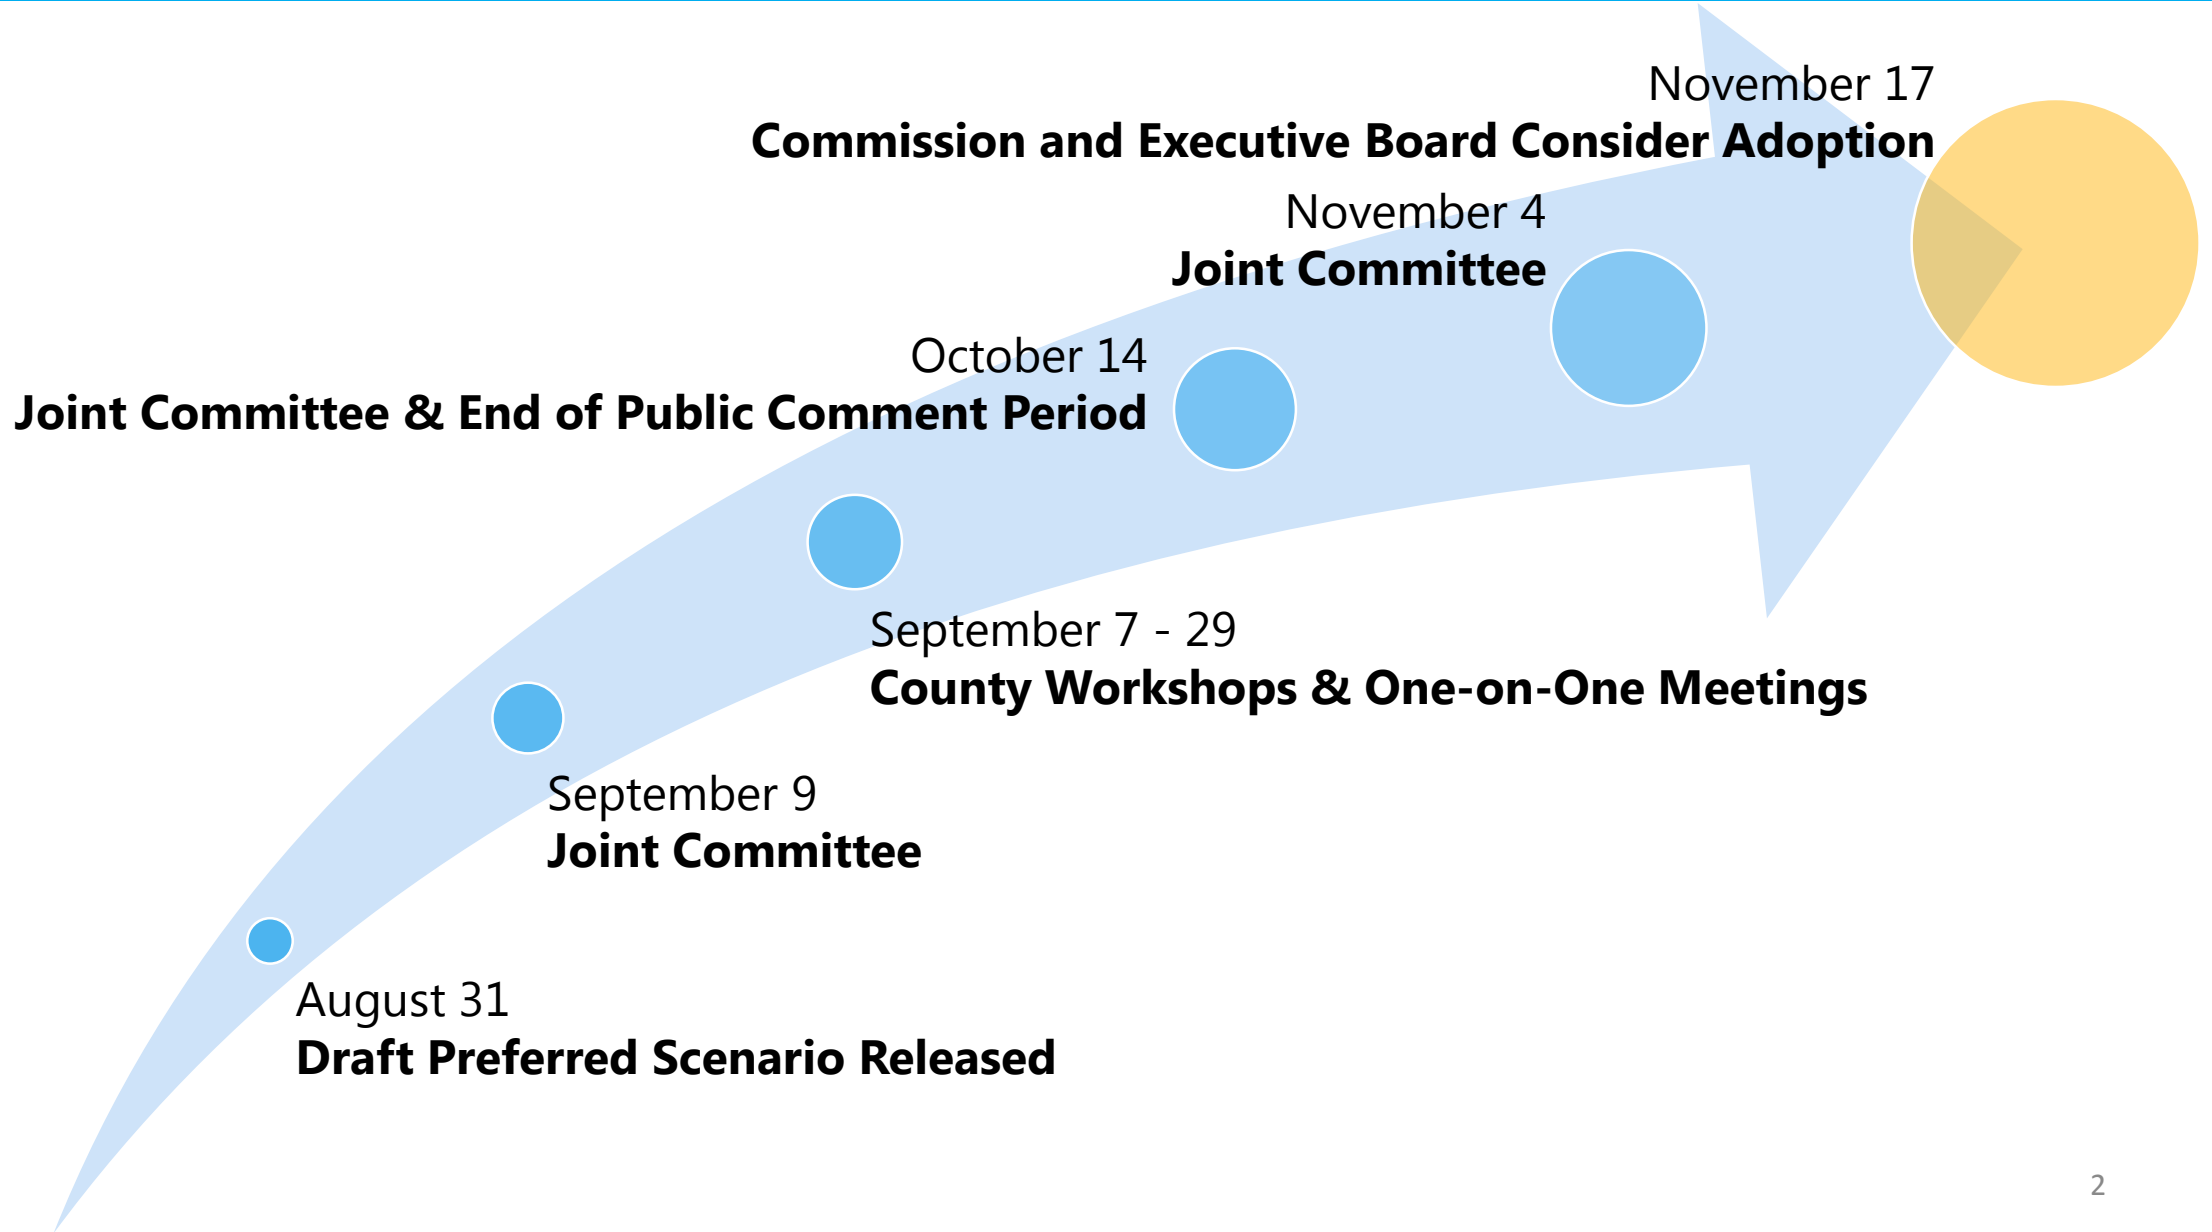 November 17
Commission and Executive Board Consider Adoption
November 4
Joint Committee
October 14
Joint Committee & End of Public Comment Period
September 7 - 29
County Workshops & One-on-One Meetings
September 9
Joint Committee
August 31
Draft Preferred Scenario Released
2